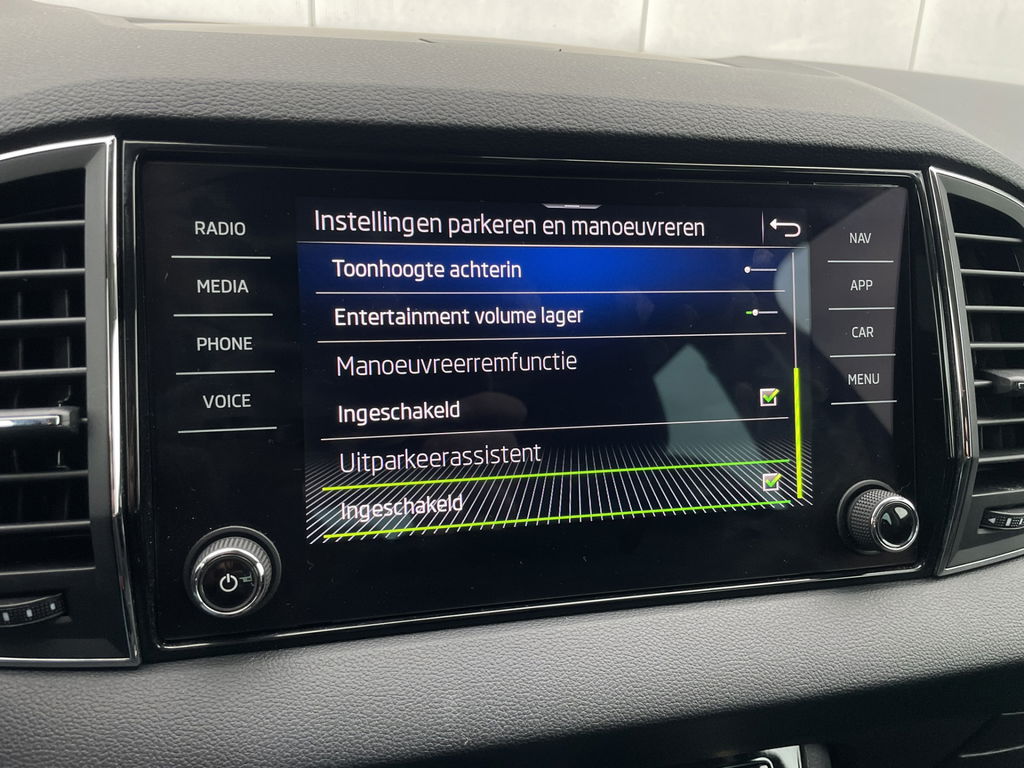 RADIO
MEDIA
PHONE
VOICE
Instellingen parkeren en manoeuvreren
Toonhoogte achterin
Entertainment volume lager
Manoeuvreerremfunctie
Ingeschakeld
Uitparkeerassistent
Ingeschakeld
NAV
APP
CAR
MENU